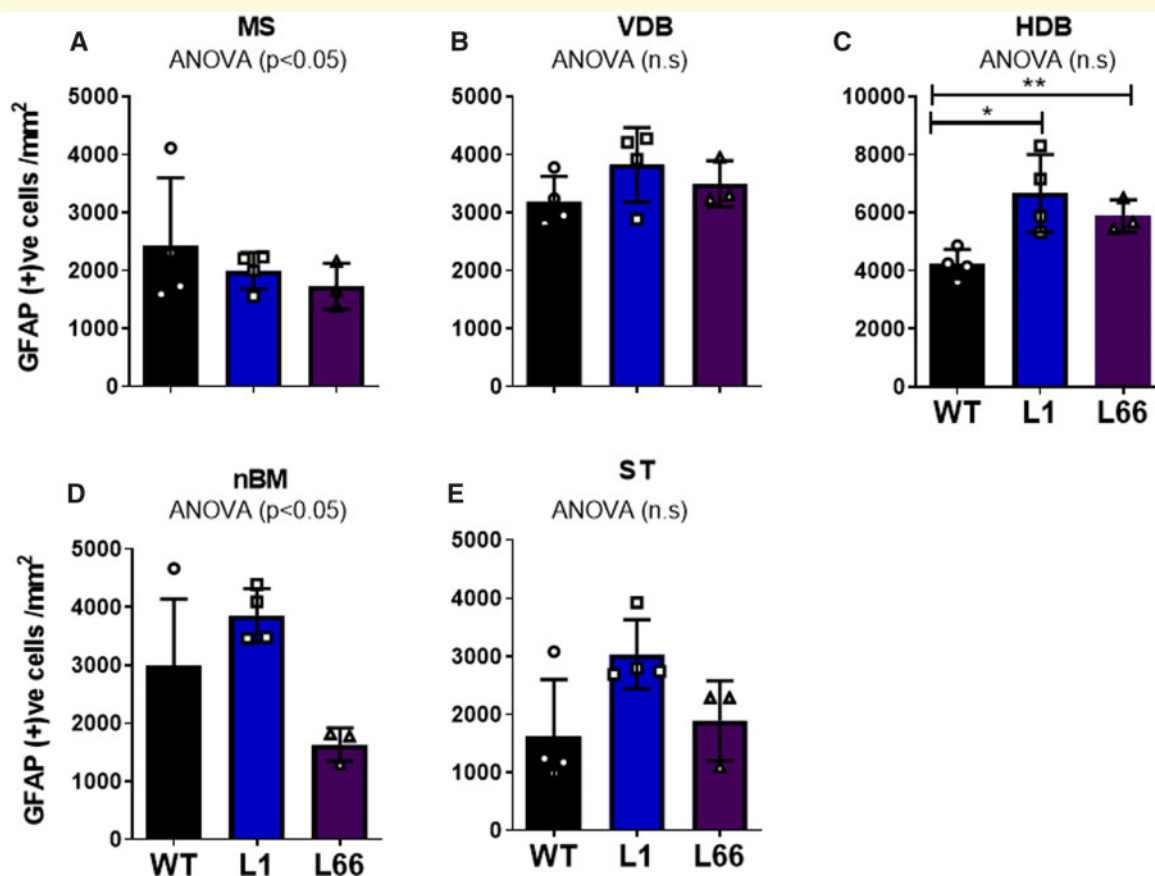 A
MS
ANOVA (p<0.05)
GFAP (+)ve cells /mm²
5000
4000
3000
2000
1000
0
B
VDB
ANOVA (n.s)
5000
4000
3000
2000
1000
0
C
HDB
ANOVA (n.s)
**
*
10000
8000
6000
4000
2000
0
WT L1 L66
D
nBM
ANOVA (p<0.05)
GFAP (+)ve cells /mm²
5000
4000
3000
2000
1000
0
WT L1 L66
E
ST
ANOVA (n.s)
5000
4000
3000
2000
1000
0
WT L1 L66